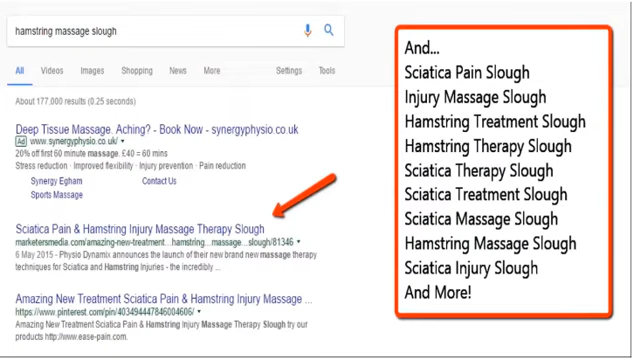 hamstring massage slough
All Videos Images Shopping News More Settings Tools
About 177,000 results (0.25 seconds)
Deep Tissue Massage. Aching? - Book Now - synergyphysio.co.uk
Ad www.synergyphysio.co.uk/
20% off first 60 minute massage. £40 = 60 mins
Stress reduction · Improved flexibility · Injury prevention · Pain reduction
Synergy Egham Contact Us
Sports Massage
Sciatica Pain & Hamstring Injury Massage Therapy Slough
marketersmedia.com/amazing-new-treatment...hamstring...massage...slough/81346
6 May 2015 - Physio Dynamix announces the launch of their new brand new massage therapy
techniques for Sciatica and Hamstring Injuries - the incredibly ...
Amazing New Treatment Sciatica Pain & Hamstring Injury Massage ...
https://www.pinterest.com/pin/403494447846004606/
Amazing New Treatment Sciatica Pain & Hamstring Injury Massage Therapy Slough try our
products http://www.ease-pain.com.
And...
Sciatica Pain Slough
Injury Massage Slough
Hamstring Treatment Slough
Hamstring Therapy Slough
Sciatica Therapy Slough
Sciatica Treatment Slough
Sciatica Massage Slough
Hamstring Massage Slough
Sciatica Injury Slough
And More!